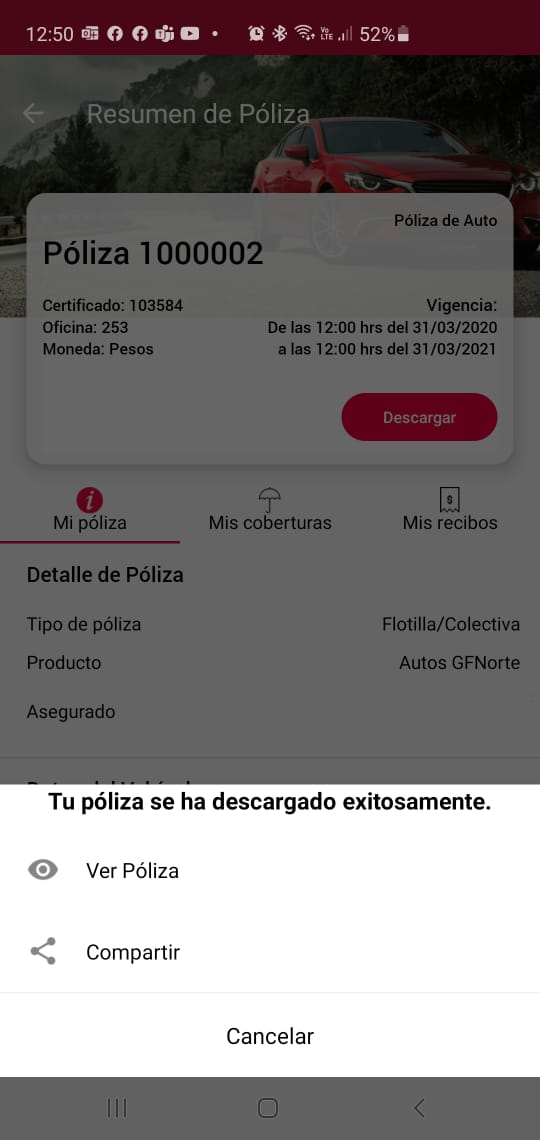 12:50
Vo LTE 52%
Resumen de Póliza
Póliza de Auto
Póliza 1000002
Certificado: 103584
Vigencia:
Oficina: 253
De las 12:00 hrs del 31/03/2020
Moneda: Pesos
a las 12:00 hrs del 31/03/2021
Descargar
Mi póliza
Mis coberturas
Mis recibos
Detalle de Póliza
Tipo de póliza
Flotilla/Colectiva
Producto
Autos GFNorte
Asegurado
Tu póliza se ha descargado exitosamente.
Ver Póliza
Compartir
Cancelar